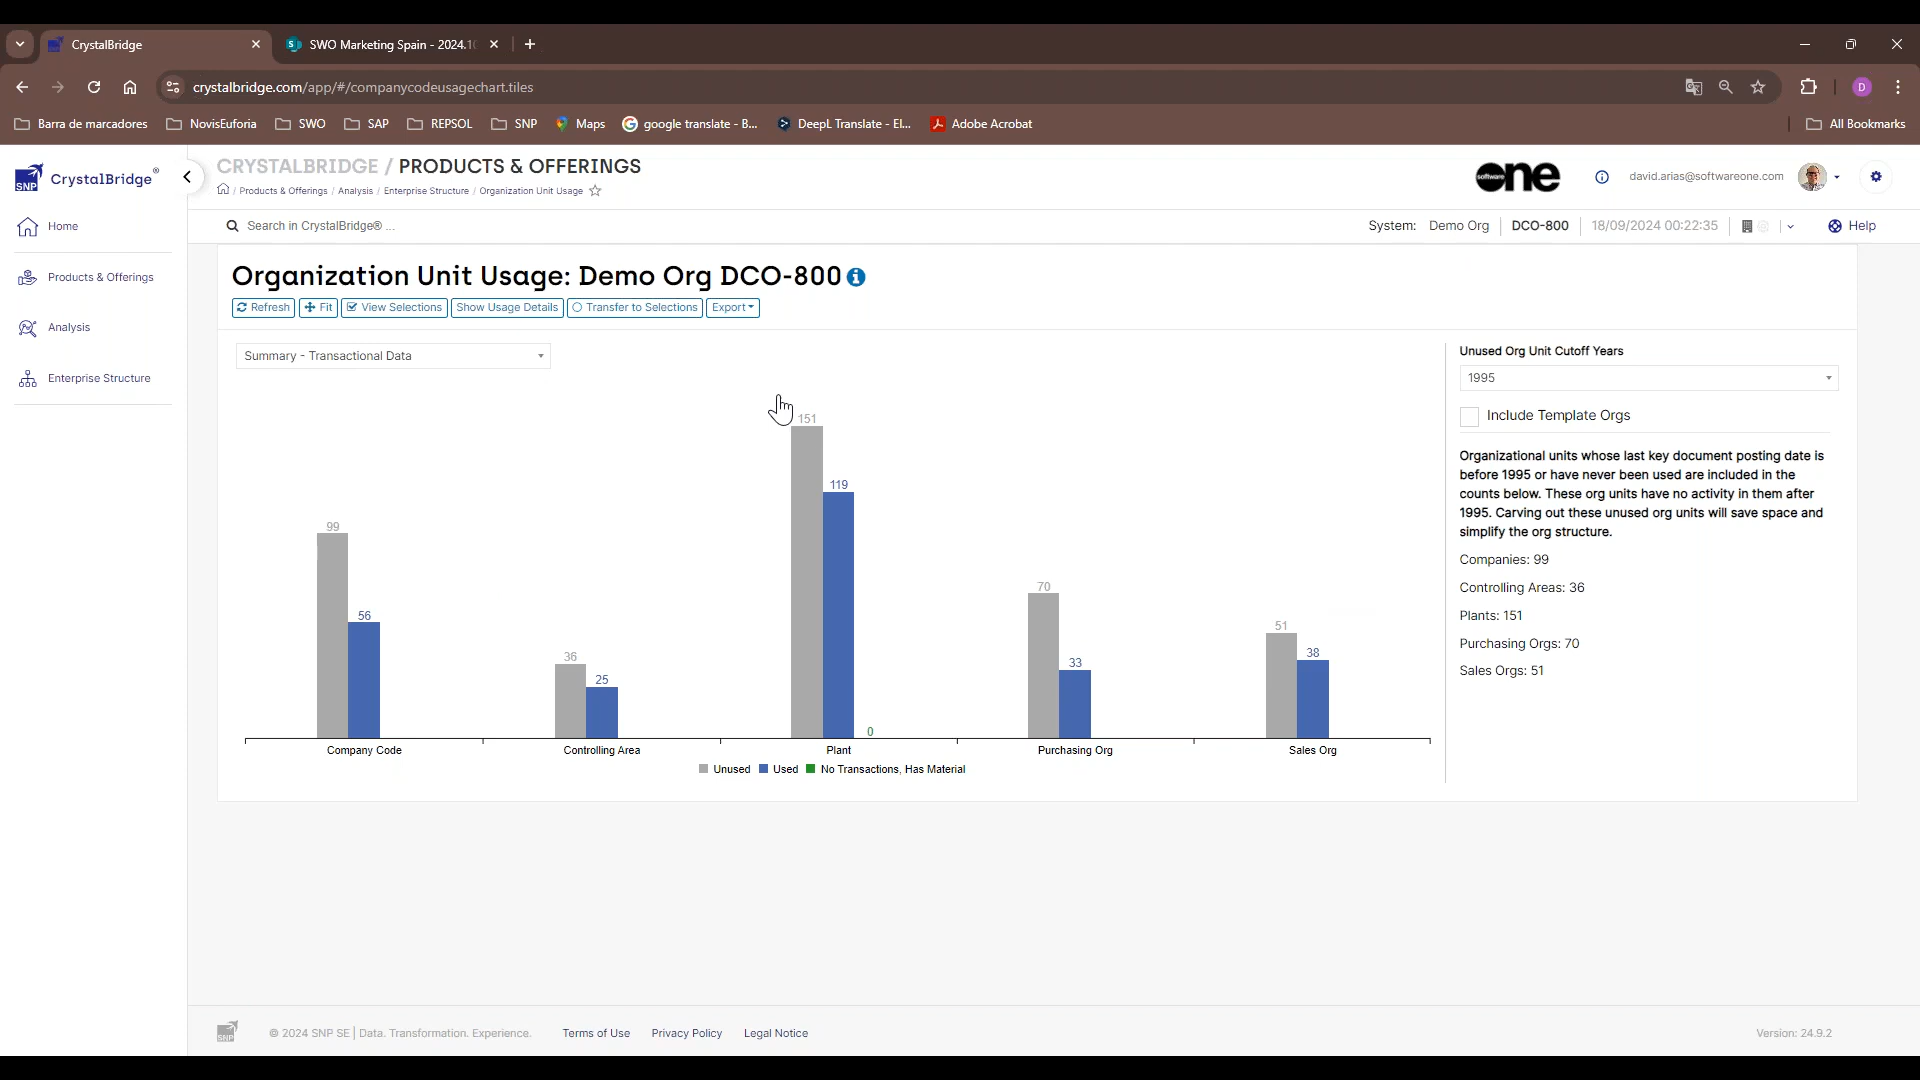 CrystalBridge
SWO Marketing Spain - 2024.1
crystalbridge.com/app/#/companycodeusagechart.tiles
D
Barra de marcadores
NovisEuforia
SWO
SAP
REPSOL
SNP
Maps
google translate - B...
DeepL Translate - El...
Adobe Acrobat
All Bookmarks
SNP CrystalBridge®
CRYSTALBRIDGE / PRODUCTS & OFFERINGS
/ Products & Offerings / Analysis / Enterprise Structure / Organization Unit Usage
software one
david.arias@softwareone.com
Home
Products & Offerings
Analysis
Enterprise Structure
Search in CrystalBridge® ...
System: Demo Org DCO-800 18/09/2024 00:22:35
Help
Organization Unit Usage: Demo Org DCO-800
Refresh
Fit
View Selections
Show Usage Details
Transfer to Selections
Export
Summary - Transactional Data
99
56
36
25
151
119
0
70
33
51
38
Company Code
Controlling Area
Plant
Purchasing Org
Sales Org
Unused Used No Transactions, Has Material
Unused Org Unit Cutoff Years
1995
Include Template Orgs
Organizational units whose last key document posting date is
before 1995 or have never been used are included in the
counts below. These org units have no activity in them after
1995. Carving out these unused org units will save space and
simplify the org structure.
Companies: 99
Controlling Areas: 36
Plants: 151
Purchasing Orgs: 70
Sales Orgs: 51
SNP
© 2024 SNP SE | Data. Transformation. Experience.
Terms of Use
Privacy Policy
Legal Notice
Version: 24.9.2